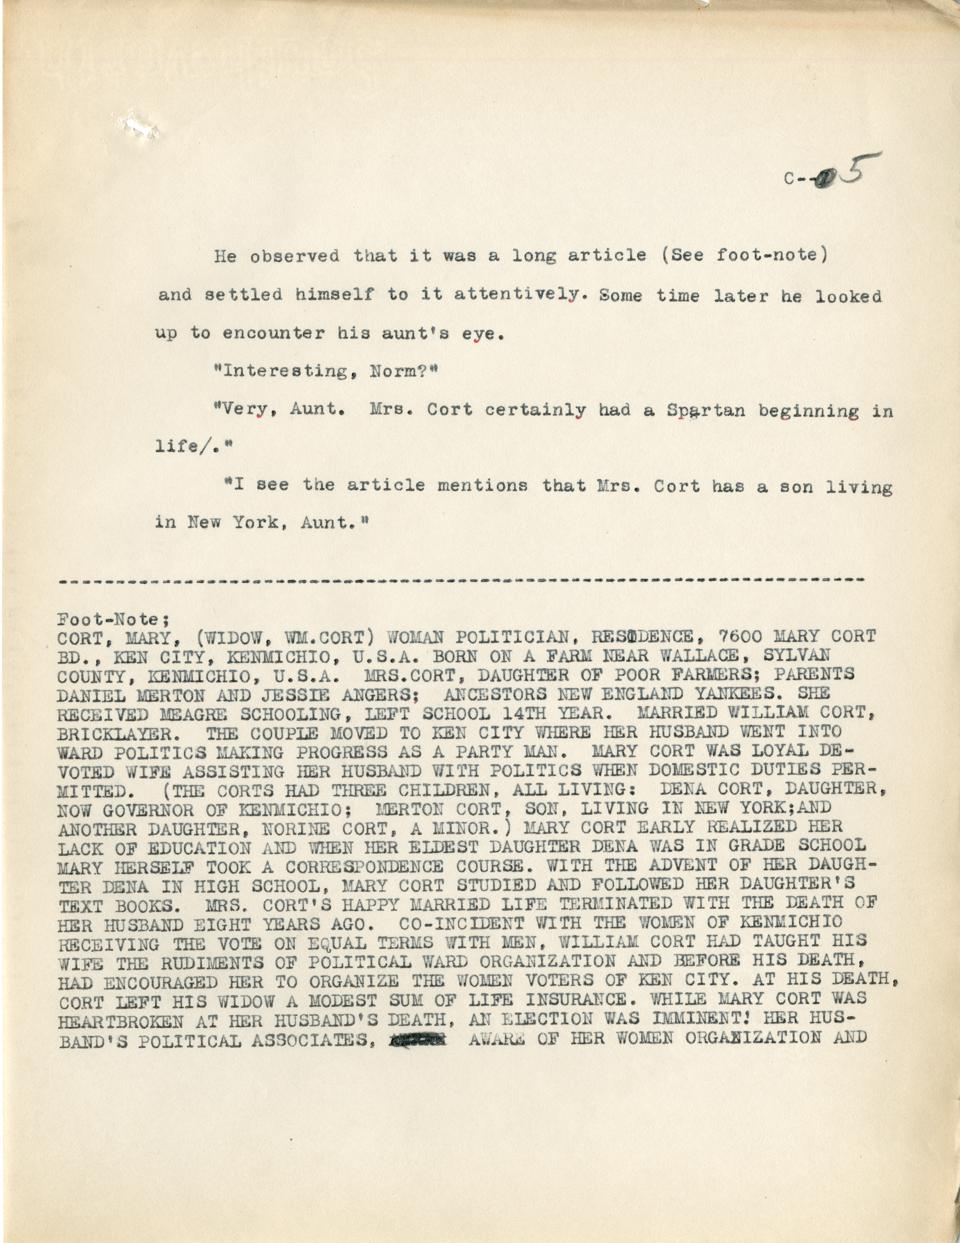 C--5
He observed that it was a long article (See foot-note)
and settled himself to it attentively. Some time later he looked
up to encounter his aunt's eye.
"Interesting, Norm?"
"Very, Aunt. Mrs. Cort certainly had a Spartan beginning in
life/."
"I see the article mentions that Mrs. Cort has a son living
in New York, Aunt."
--------------------------------------------------------------------------------
Foot-Note;
CORT, MARY, (WIDOW, WM.CORT) WOMAN POLITICIAN, RESIDENCE, 7600 MARY CORT
BD., KEN CITY, KENMICHIO, U.S.A. BORN ON A FARM NEAR WALLACE, SYLVAN
COUNTY, KENMICHIO, U.S.A. MRS.CORT, DAUGHTER OF POOR FARMERS; PARENTS
DANIEL MERTON AND JESSIE ANGERS; ANCESTORS NEW ENGLAND YANKEES. SHE
RECEIVED MEAGRE SCHOOLING, LEFT SCHOOL 14TH YEAR. MARRIED WILLIAM CORT,
BRICKLAYER. THE COUPLE MOVED TO KEN CITY WHERE HER HUSBAND WENT INTO
WARD POLITICS MAKING PROGRESS AS A PARTY MAN. MARY CORT WAS LOYAL DE-
VOTED WIFE ASSISTING HER HUSBAND WITH POLITICS WHEN DOMESTIC DUTIES PER-
MITTED. (THE CORTS HAD THREE CHILDREN, ALL LIVING: DENA CORT, DAUGHTER,
NOW GOVERNOR OF KENMICHIO; MERTON CORT, SON, LIVING IN NEW YORK;AND
ANOTHER DAUGHTER, NORINE CORT, A MINOR.) MARY CORT EARLY REALIZED HER
LACK OF EDUCATION AND WHEN HER ELDEST DAUGHTER DENA WAS IN GRADE SCHOOL
MARY HERSELF TOOK A CORRESPONDENCE COURSE. WITH THE ADVENT OF HER DAUGH-
TER DENA IN HIGH SCHOOL, MARY CORT STUDIED AND FOLLOWED HER DAUGHTER'S
TEXT BOOKS. MRS. CORT'S HAPPY MARRIED LIFE TERMINATED WITH THE DEATH OF
HER HUSBAND EIGHT YEARS AGO. CO-INCIDENT WITH THE WOMEN OF KENMICHIO
RECEIVING THE VOTE ON EQUAL TERMS WITH MEN, WILLIAM CORT HAD TAUGHT HIS
WIFE THE RUDIMENTS OF POLITICAL WARD ORGANIZATION AND BEFORE HIS DEATH,
HAD ENCOURAGED HER TO ORGANIZE THE WOMEN VOTERS OF KEN CITY. AT HIS DEATH,
CORT LEFT HIS WIDOW A MODEST SUM OF LIFE INSURANCE. WHILE MARY CORT WAS
HEARTBROKEN AT HER HUSBAND'S DEATH, AN ELECTION WAS IMMINENT! HER HUS-
BAND'S POLITICAL ASSOCIATES, AWARE OF HER WOMEN ORGANIZATION AND